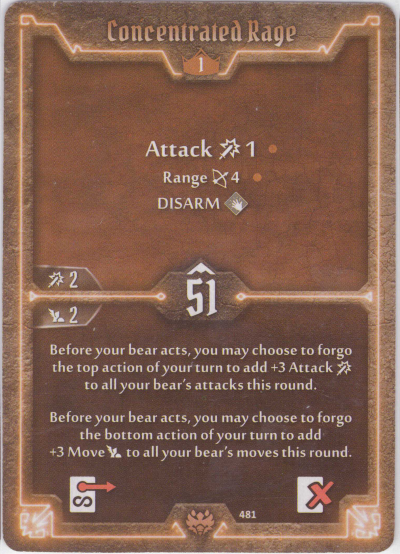 Concentrated Rage
1
Attack 1
Range 4
DISARM
2
51
2
Before your bear acts, you may choose to forgo
the top action of your turn to add +3 Attack
to all your bear's attacks this round.
Before your bear acts, you may choose to forgo
the bottom action of your turn to add
+3 Move to all your bear's moves this round.
481